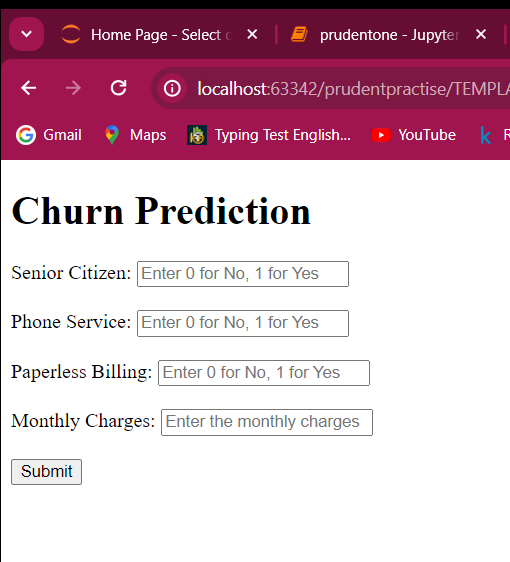 Home Page - Select
prudentone - Jupyter
localhost:63342/prudentpractise/TEMPL
Gmail Maps Typing Test English... YouTube
Churn Prediction
Senior Citizen: Enter 0 for No, 1 for Yes
Phone Service: Enter 0 for No, 1 for Yes
Paperless Billing: Enter 0 for No, 1 for Yes
Monthly Charges: Enter the monthly charges
Submit